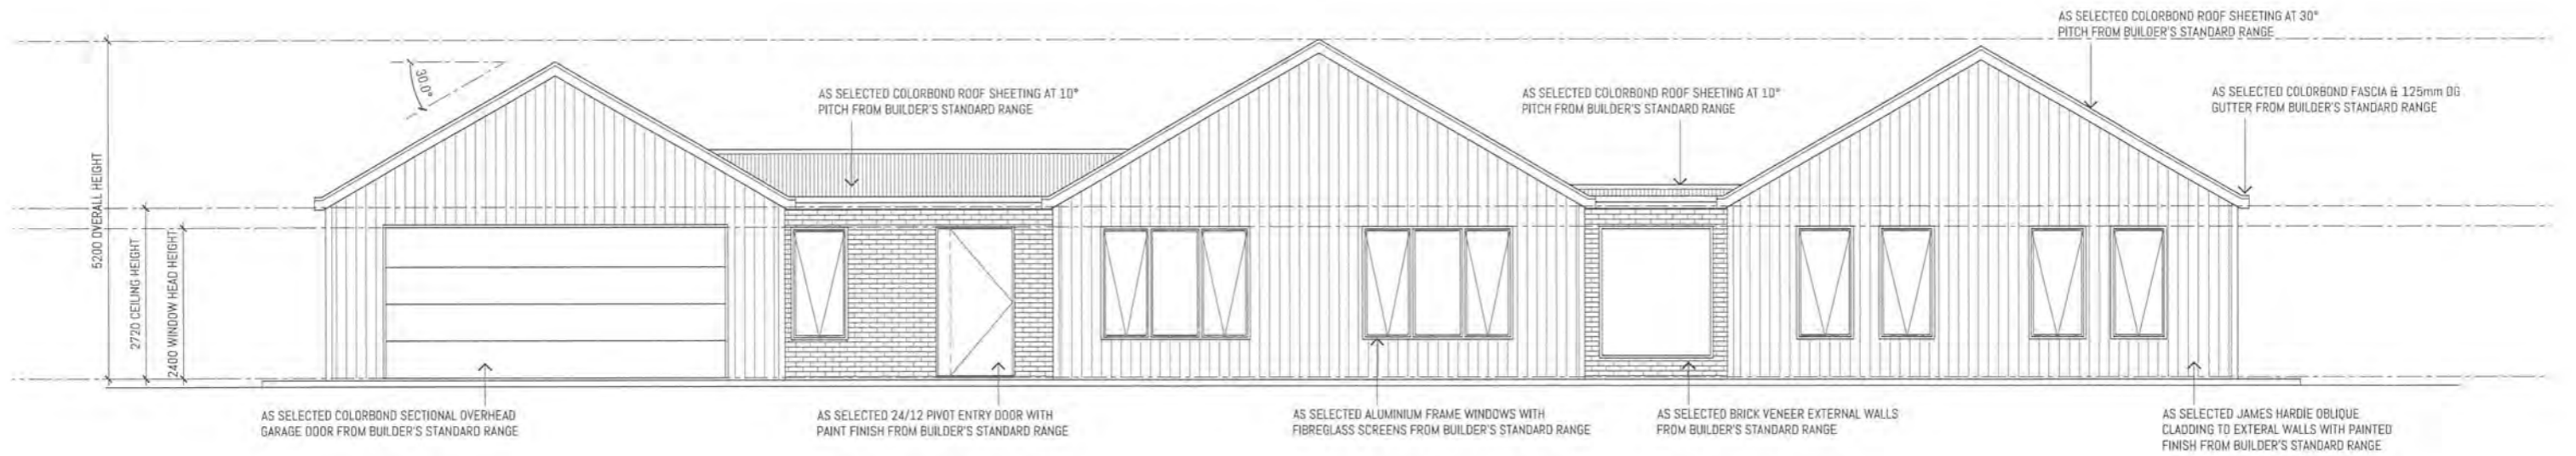 AS SELECTED COLORBOND ROOF SHEETING AT 30°
PITCH FROM BUILDER'S STANDARD RANGE
30.0°
AS SELECTED COLORBOND ROOF SHEETING AT 10°
PITCH FROM BUILDER'S STANDARD RANGE
AS SELECTED COLORBOND ROOF SHEETING AT 10°
PITCH FROM BUILDER'S STANDARD RANGE
AS SELECTED COLORBOND FASCIA & 125mm OG
GUTTER FROM BUILDER'S STANDARD RANGE
5200 OVERALL HEIGHT
2720 CEILING HEIGHT
2400 WINDOW HEAD HEIGHT
AS SELECTED COLORBOND SECTIONAL OVERHEAD
GARAGE DOOR FROM BUILDER'S STANDARD RANGE
AS SELECTED 24/12 PIVOT ENTRY DOOR WITH
PAINT FINISH FROM BUILDER'S STANDARD RANGE
AS SELECTED ALUMINIUM FRAME WINDOWS WITH
FIBREGLASS SCREENS FROM BUILDER'S STANDARD RANGE
AS SELECTED BRICK VENEER EXTERNAL WALLS
FROM BUILDER'S STANDARD RANGE
AS SELECTED JAMES HARDIE OBLIQUE
CLADDING TO EXTERAL WALLS WITH PAINTED
FINISH FROM BUILDER'S STANDARD RANGE